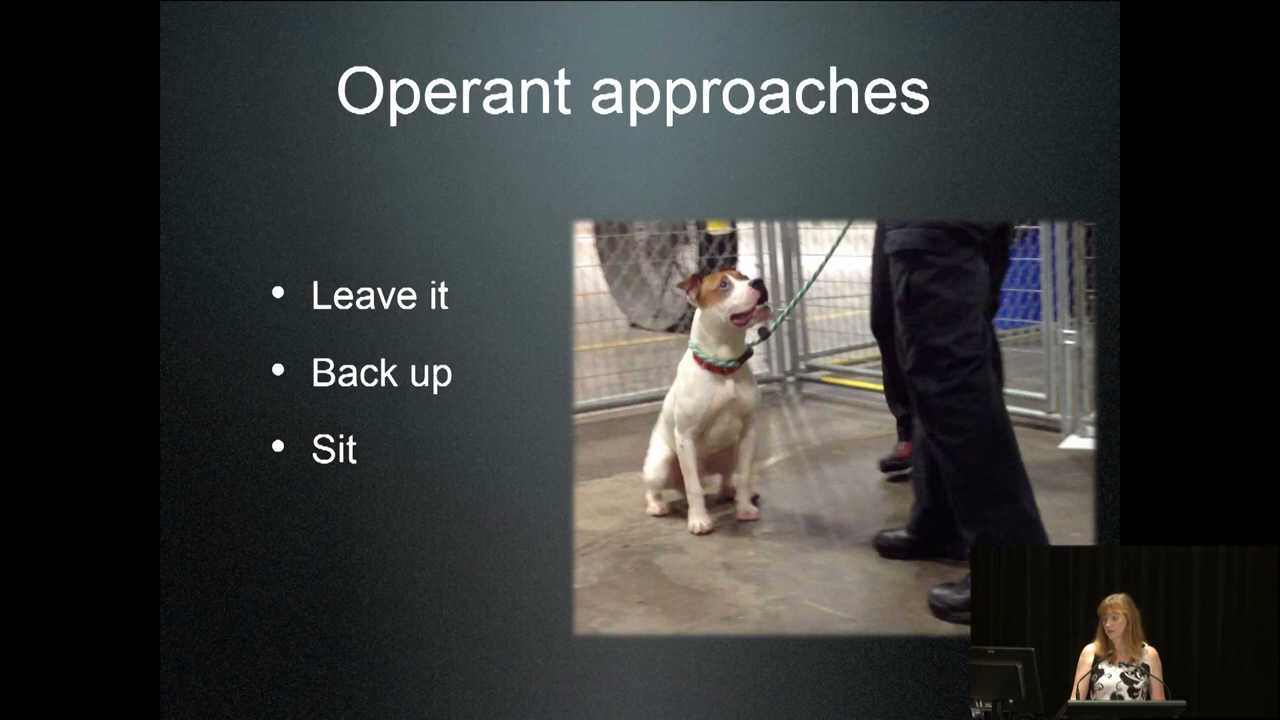 Operant approaches
• Leave it
• Back up
• Sit